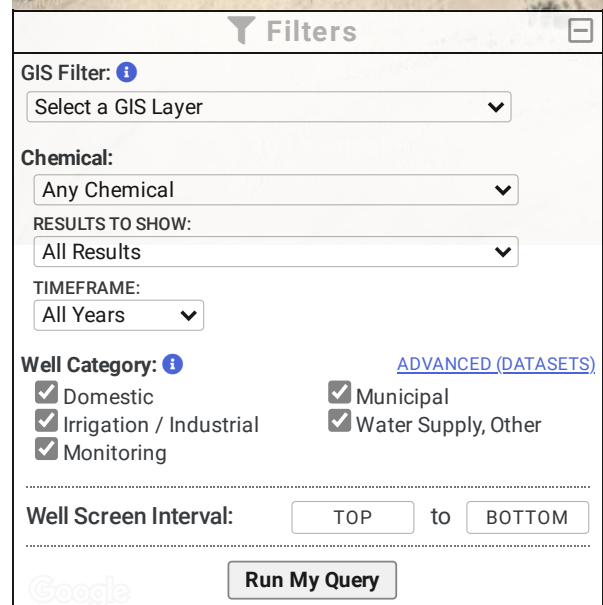 Filters
GIS Filter:
Select a GIS Layer
Chemical:
Any Chemical
RESULTS TO SHOW:
All Results
TIMEFRAME:
All Years
Well Category: ADVANCED (DATASETS)
Domestic Municipal
Irrigation / Industrial Water Supply, Other
Monitoring
Well Screen Interval: TOP to BOTTOM
Run My Query
Google